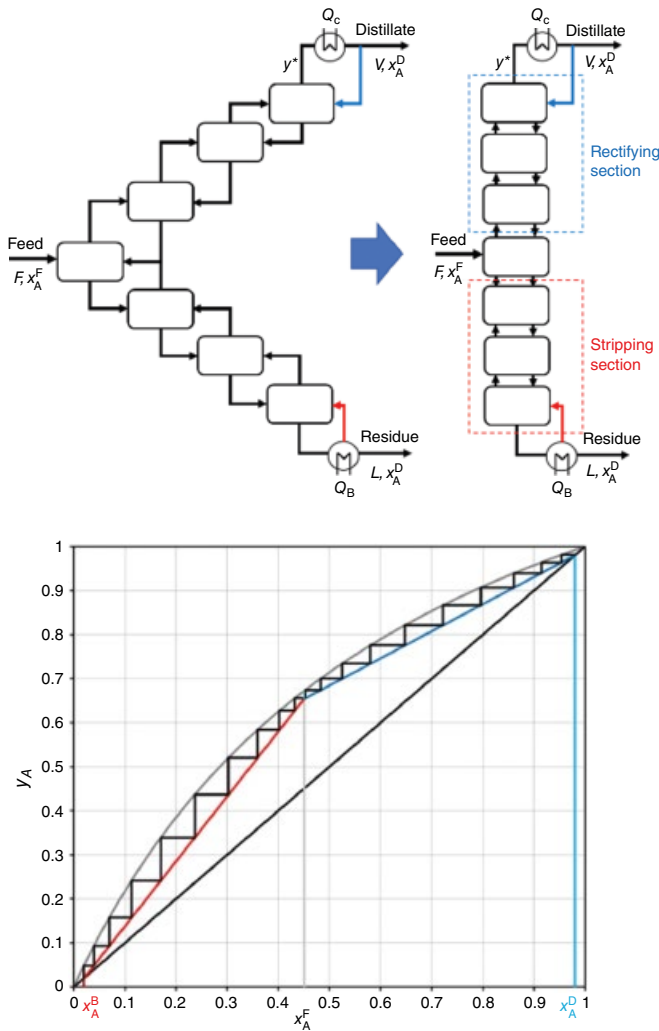 Q_c
Distillate
y*
V, x_A^D
Feed
F, x_A^F
Residue
L, x_A^D
Q_B
Q_c
Distillate
y*
V, x_A^D
Rectifying
section
Feed
F, x_A^F
Stripping
section
Residue
L, x_A^D
Q_B
1
0.9
0.8
0.7
0.6
0.5
0.4
0.3
0.2
0.1
0
y_A
0 0.1 0.2 0.3 0.4 0.5 0.6 0.7 0.8 0.9 1
x_A^B x_A^F x_A^D